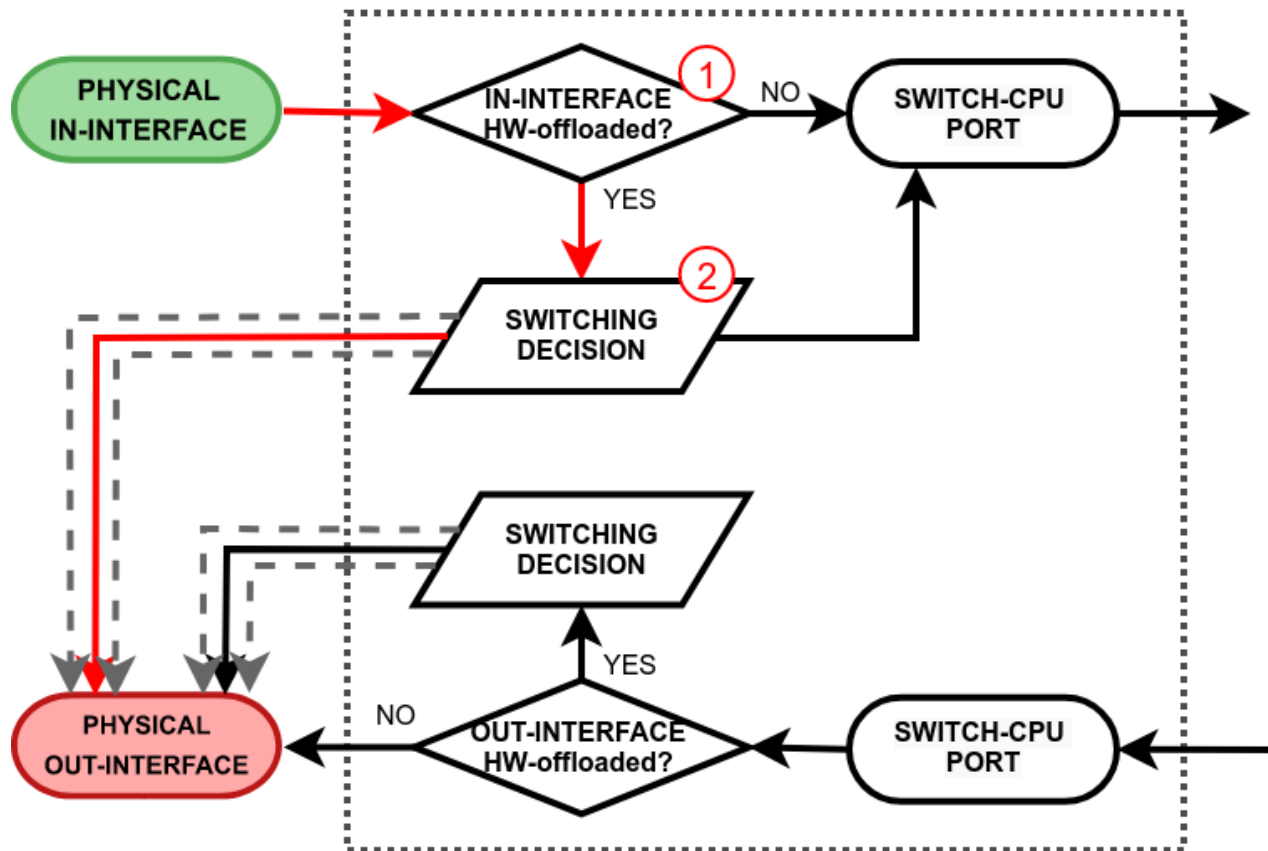 PHYSICAL
IN-INTERFACE
IN-INTERFACE
HW-offloaded?
1
NO
SWITCH-CPU
PORT
YES
2
SWITCHING
DECISION
SWITCHING
DECISION
YES
NO
PHYSICAL
OUT-INTERFACE
OUT-INTERFACE
HW-offloaded?
SWITCH-CPU
PORT